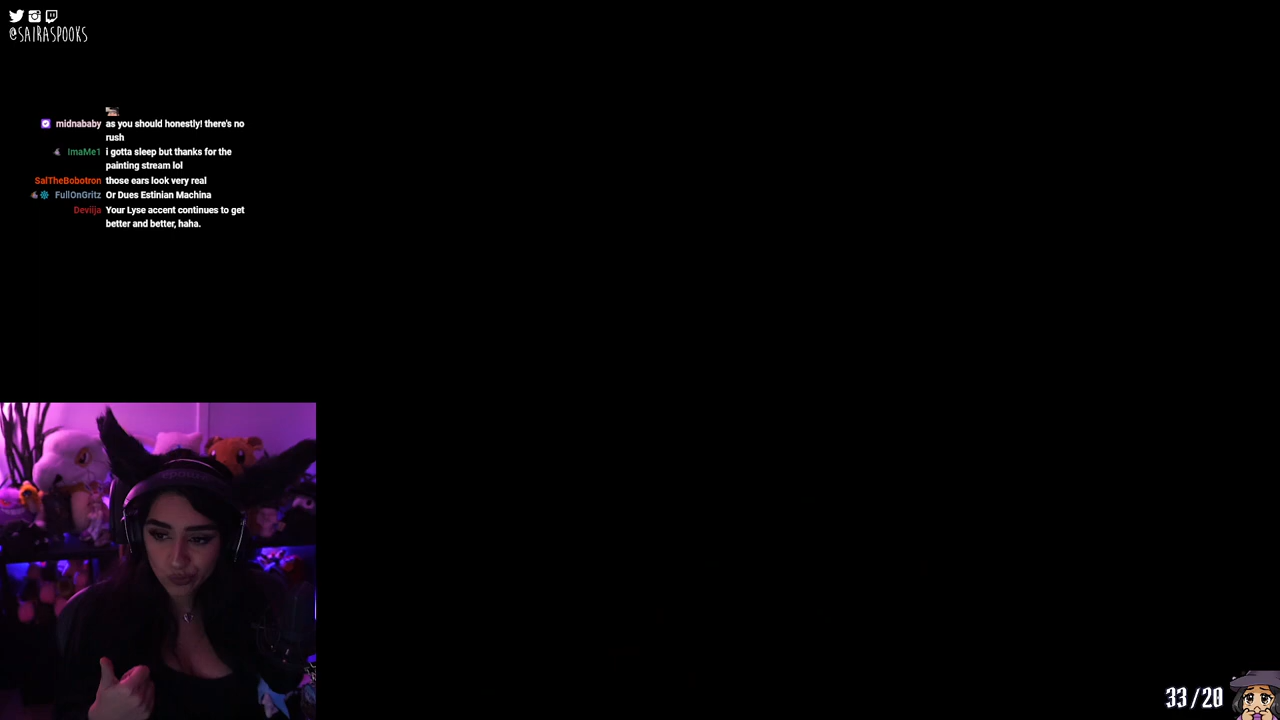 @SAIRASPOOKS
midnababy as you should honestly! there's no
rush
ImaMe1 i gotta sleep but thanks for the
painting stream lol
SalTheBobotron those ears look very real
FullOnGritz Or Dues Estinian Machina
Deviija Your Lyse accent continues to get
better and better, haha.
33/20